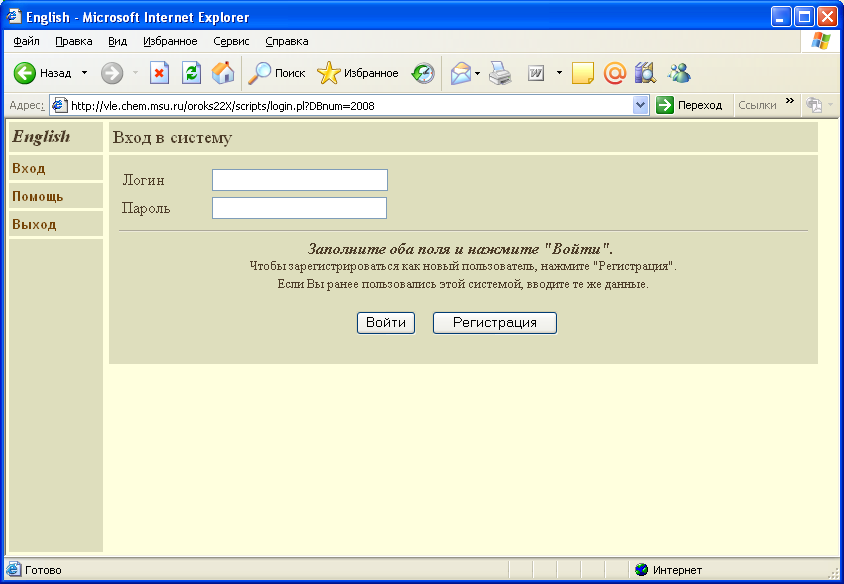 English - Microsoft Internet Explorer
Файл Правка Вид Избранное Сервис Справка
Назад Поиск Избранное
Адрес: http://vle.chem.msu.ru/oroks22X/scripts/login.pl?DBnum=2008 Переход Ссылки »
English
Вход в систему
Вход
Помощь
Выход
Логин
Пароль
Заполните оба поля и нажмите "Войти".
Чтобы зарегистрироваться как новый пользователь, нажмите "Регистрация".
Если Вы ранее пользовались этой системой, вводите те же данные.
Войти Регистрация
Готово Интернет